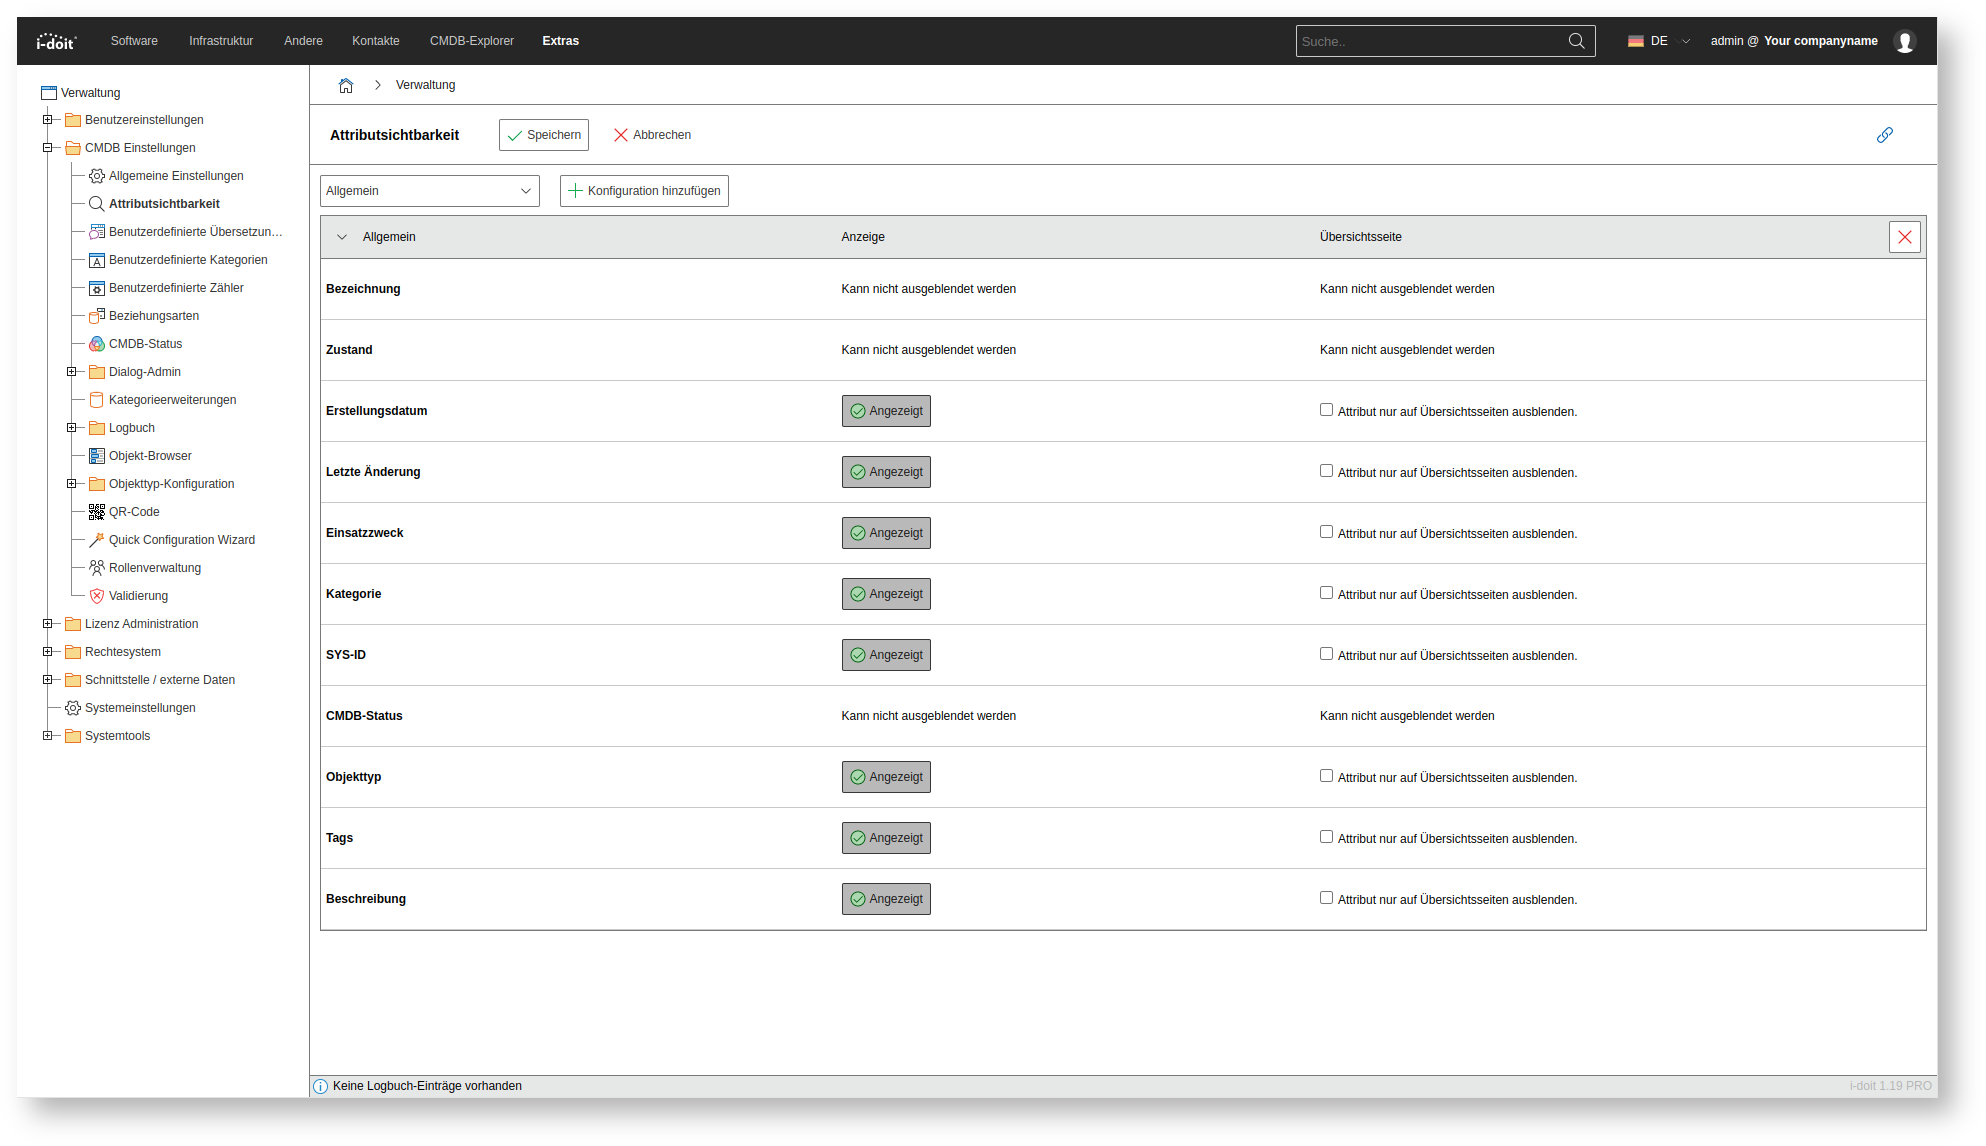 i-doit Software Infrastruktur Andere Kontakte CMDB-Explorer Extras Suche.. DE admin @ Your companyname
Verwaltung
Benutzereinstellungen
CMDB Einstellungen
Allgemeine Einstellungen
Attributsichtbarkeit
Benutzerdefinierte Übersetzun...
Benutzerdefinierte Kategorien
Benutzerdefinierte Zähler
Beziehungsarten
CMDB-Status
Dialog-Admin
Kategorieerweiterungen
Logbuch
Objekt-Browser
Objekttyp-Konfiguration
QR-Code
Quick Configuration Wizard
Rollenverwaltung
Validierung
Lizenz Administration
Rechtesystem
Schnittstelle / externe Daten
Systemeinstellungen
Systemtools
Verwaltung
Attributsichtbarkeit Speichern Abbrechen
Allgemein Konfiguration hinzufügen
Allgemein Anzeige Übersichtsseite
Bezeichnung Kann nicht ausgeblendet werden Kann nicht ausgeblendet werden
Zustand Kann nicht ausgeblendet werden Kann nicht ausgeblendet werden
Erstellungsdatum Angezeigt Attribut nur auf Übersichtsseiten ausblenden.
Letzte Änderung Angezeigt Attribut nur auf Übersichtsseiten ausblenden.
Einsatzzweck Angezeigt Attribut nur auf Übersichtsseiten ausblenden.
Kategorie Angezeigt Attribut nur auf Übersichtsseiten ausblenden.
SYS-ID Angezeigt Attribut nur auf Übersichtsseiten ausblenden.
CMDB-Status Kann nicht ausgeblendet werden Kann nicht ausgeblendet werden
Objekttyp Angezeigt Attribut nur auf Übersichtsseiten ausblenden.
Tags Angezeigt Attribut nur auf Übersichtsseiten ausblenden.
Beschreibung Angezeigt Attribut nur auf Übersichtsseiten ausblenden.
Keine Logbuch-Einträge vorhanden i-doit 1.19 PRO